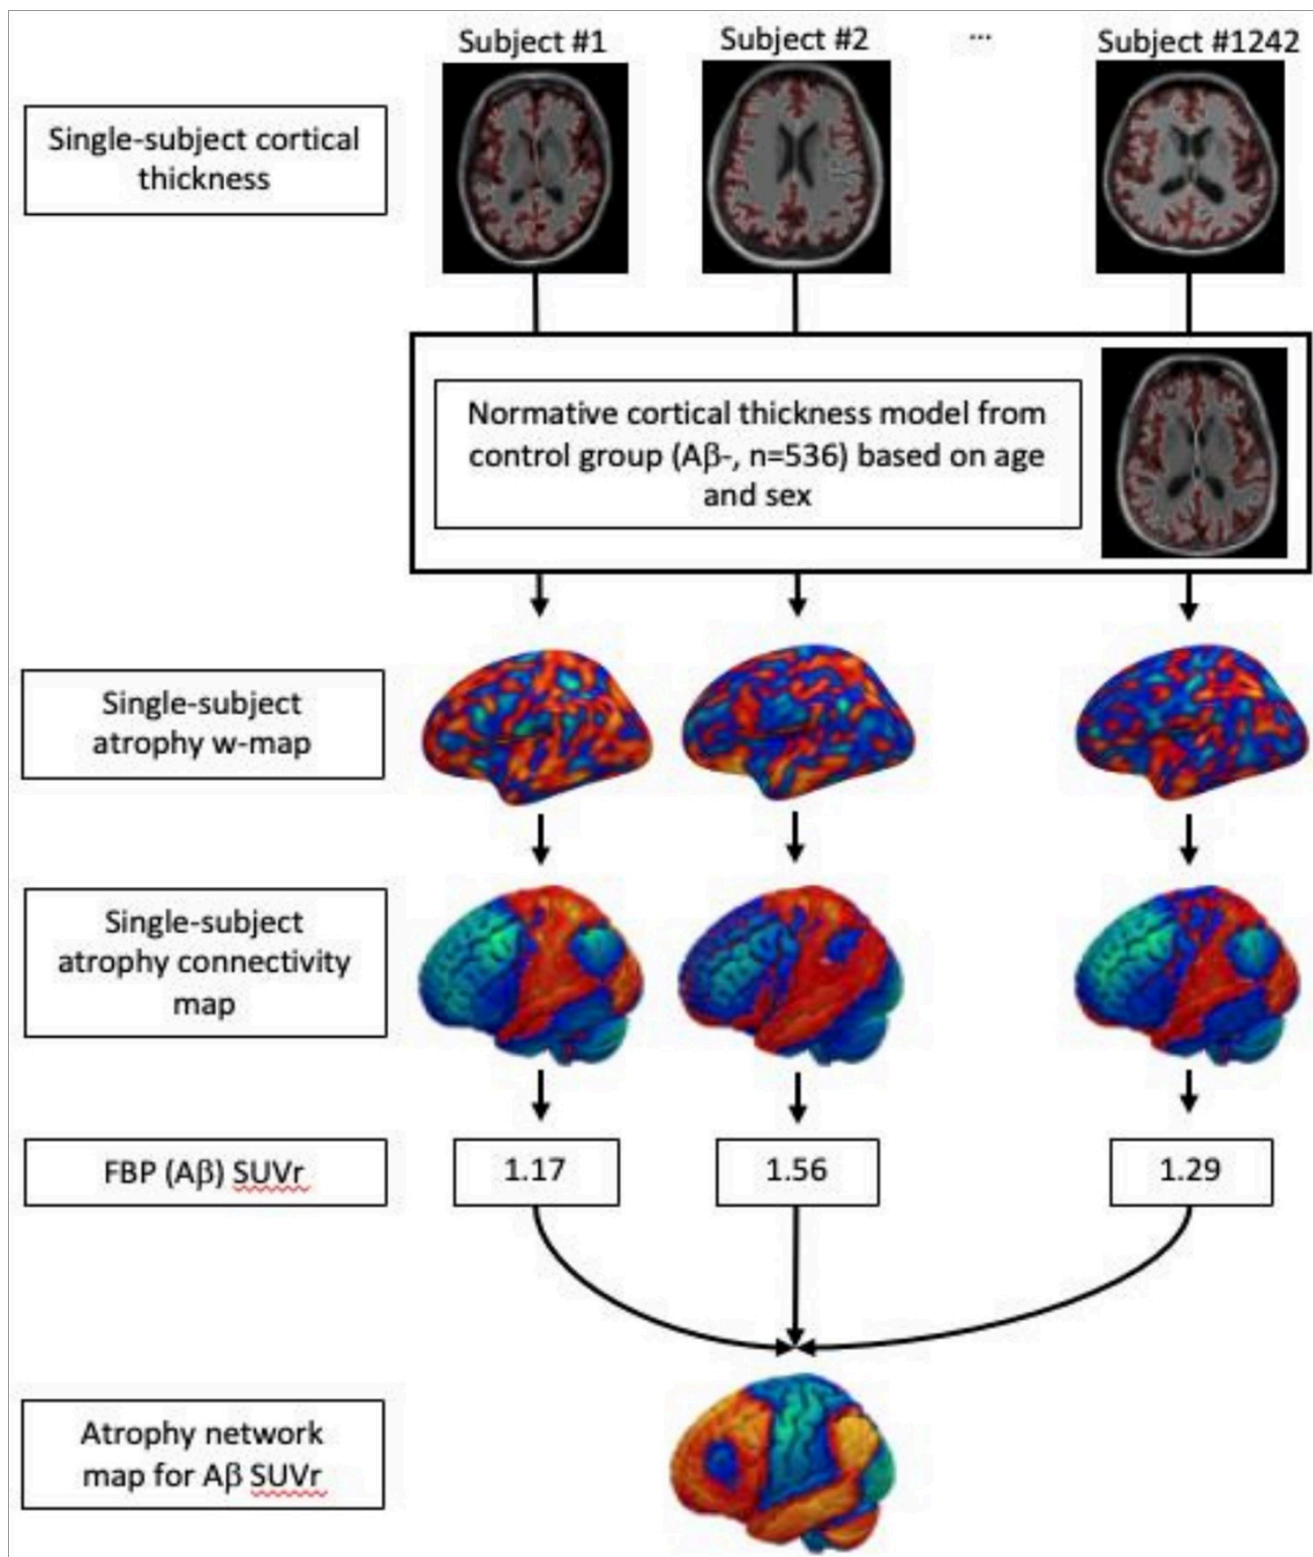 Subject #1
Subject #2
...
Subject #1242
Single-subject cortical
thickness
Normative cortical thickness model from
control group (Aβ-, n=536) based on age
and sex
Single-subject
atrophy w-map
Single-subject
atrophy connectivity
map
FBP (Aβ) SUVr
1.17
1.56
1.29
Atrophy network
map for Aβ SUVr